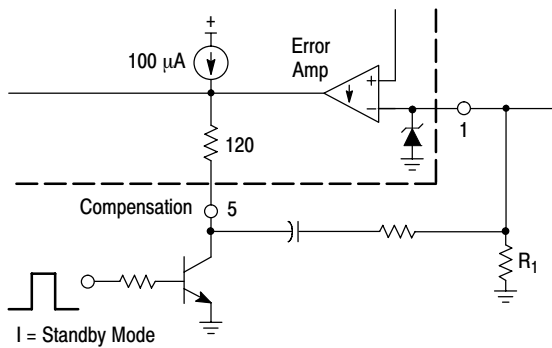 +
100 µA
Error
Amp
+
−
1
120
Compensation
5
R1
I = Standby Mode